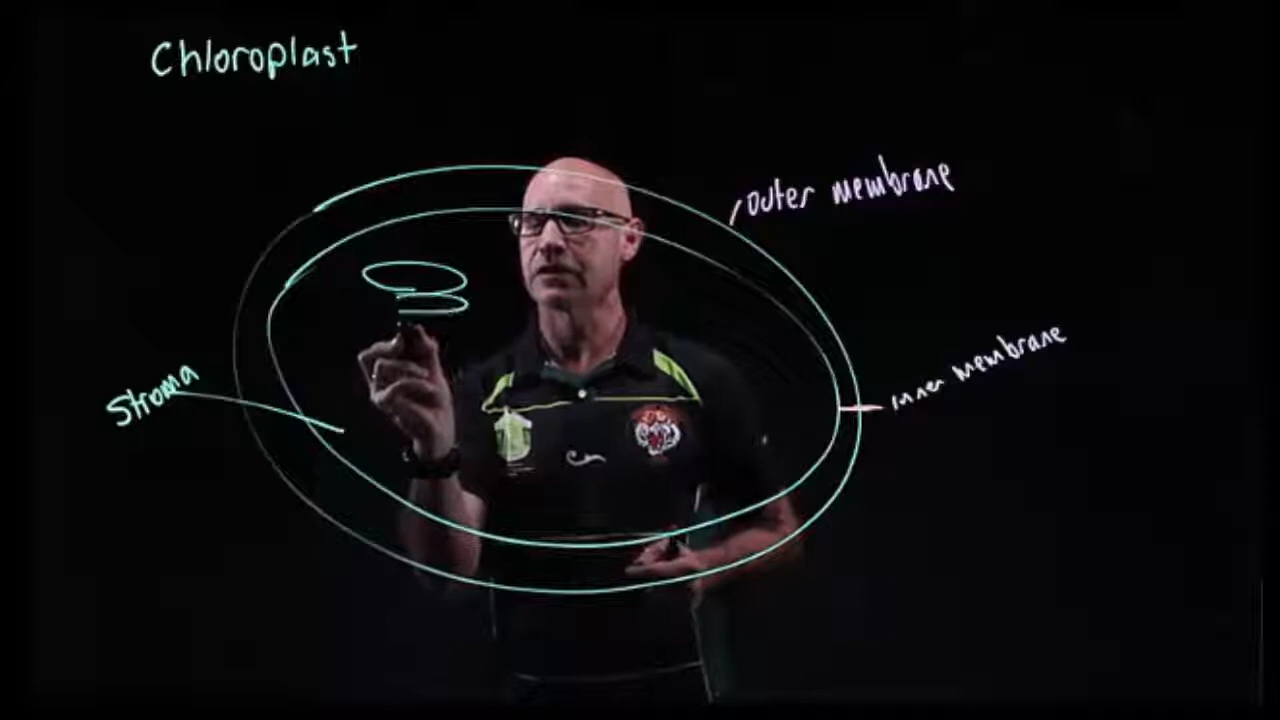 Chloroplast
outer membrane
inner membrane
Stroma